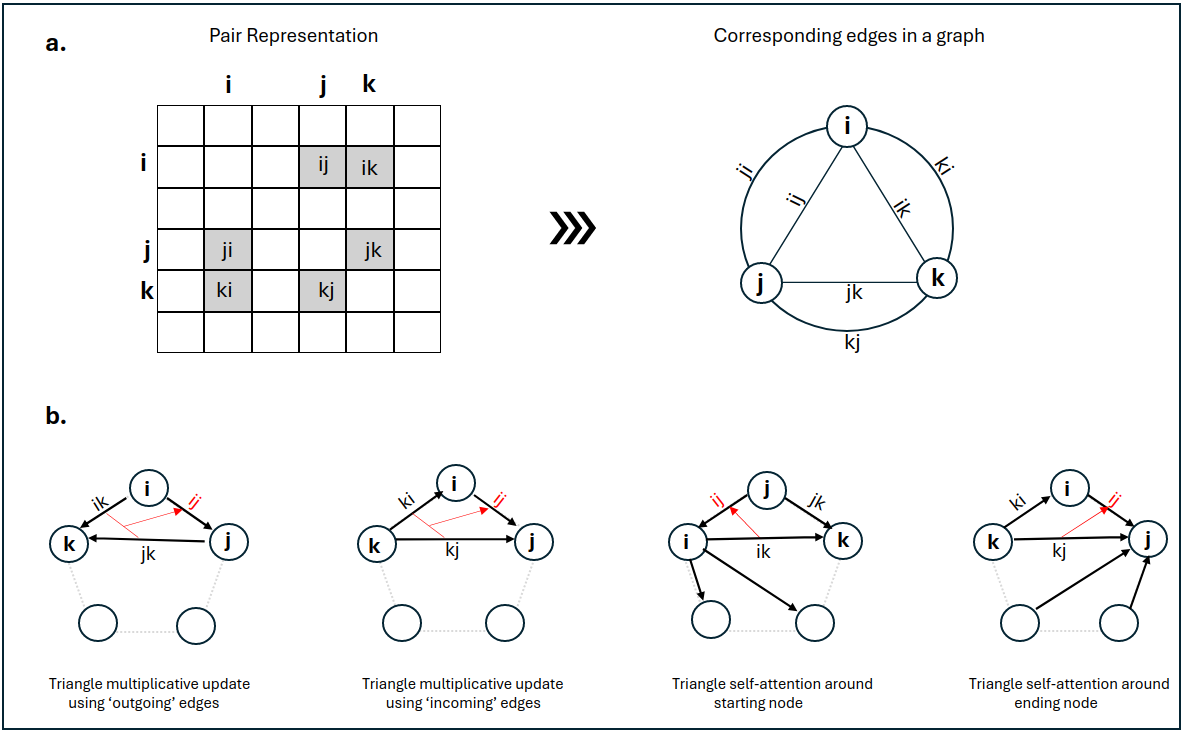 a.
Pair Representation
Corresponding edges in a graph
i j k
i ij ik
j ji jk
k ki kj
i
ji ki
ij ik
j k
jk
kj
b.
i
ik ij
k j
jk
i
ki ij
k j
kj
j
ij jk
i k
ik
i
ki ij
k j
kj
Triangle multiplicative update
using ‘outgoing’ edges
Triangle multiplicative update
using ‘incoming’ edges
Triangle self-attention around
starting node
Triangle self-attention around
ending node